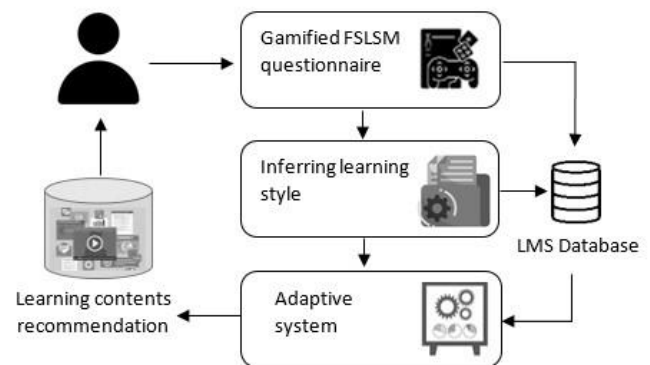 Gamified FSLSM
questionnaire
Inferring learning
style
LMS Database
Adaptive
system
Learning contents
recommendation